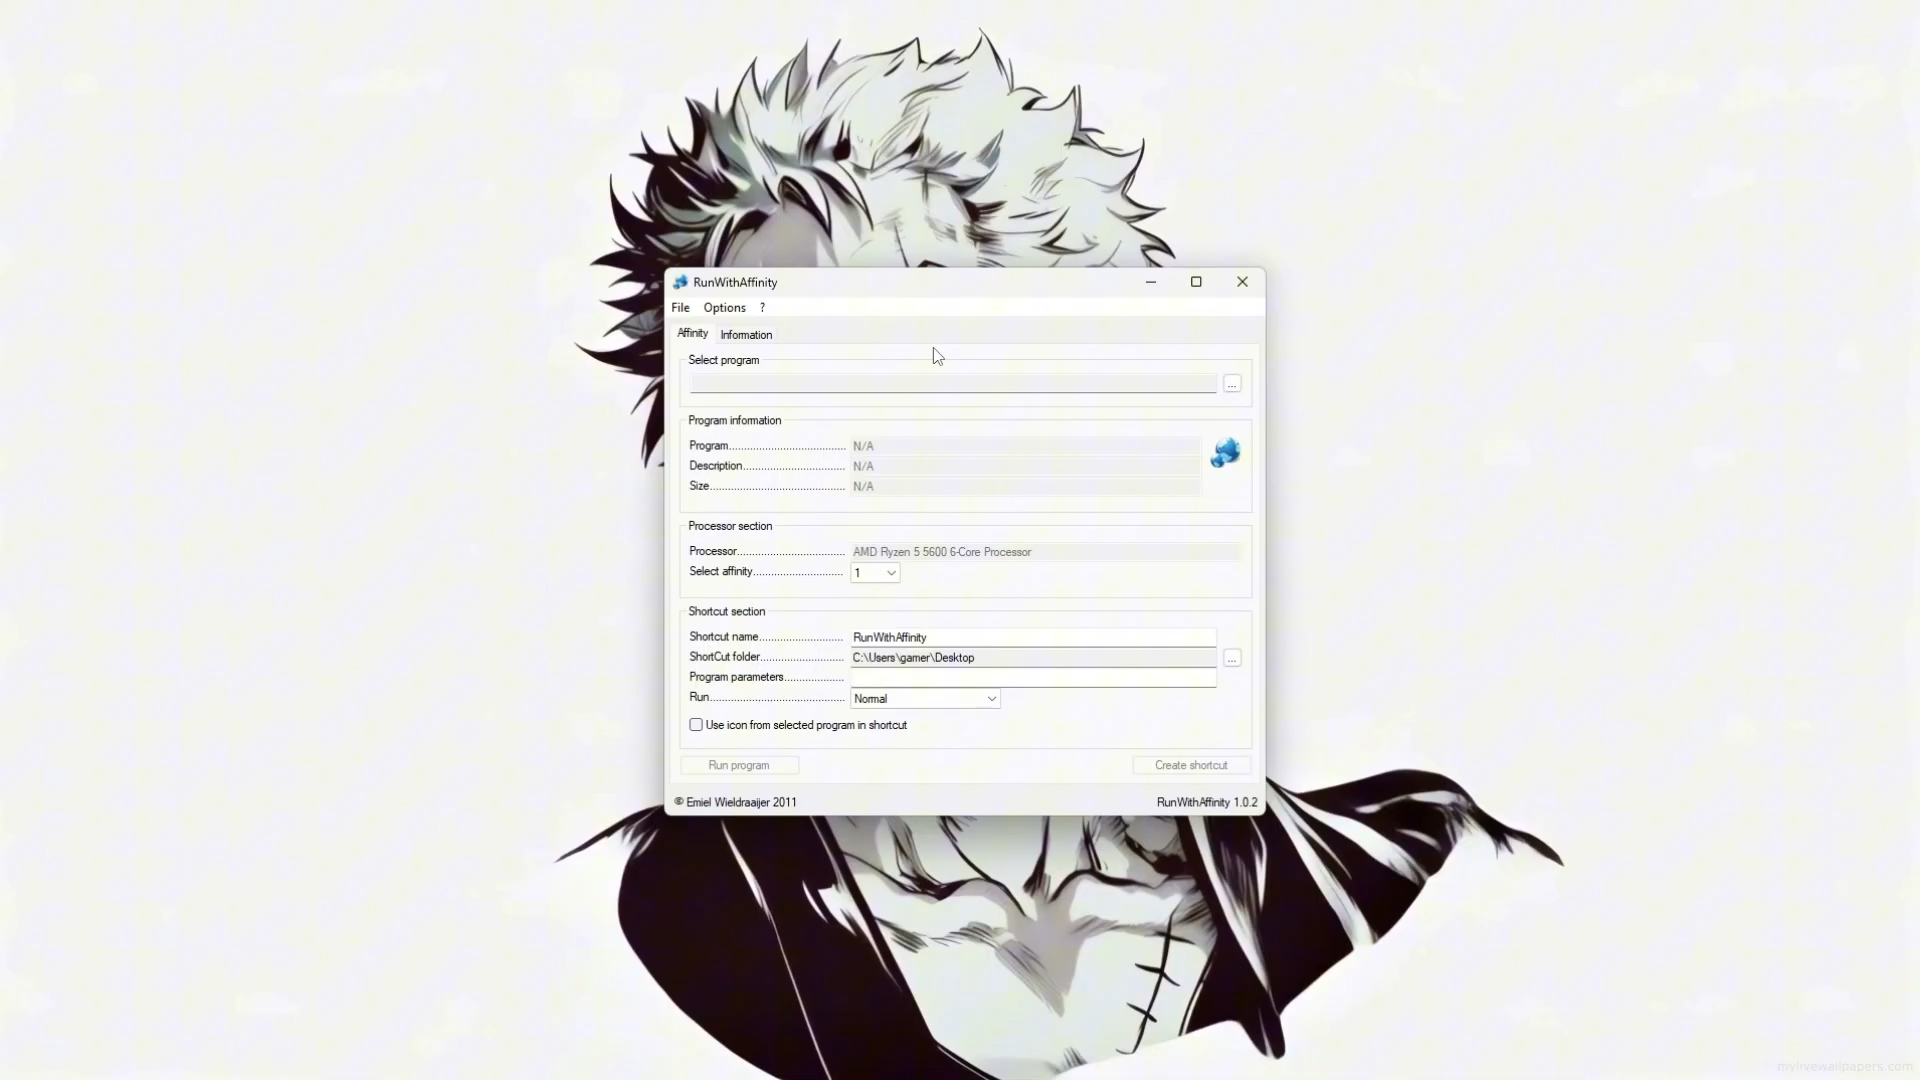 RunWithAffinity
File Options ?
Affinity Information
Select program
...
Program information
Program.......................................... N/A
Description.................................... N/A
Size................................................ N/A
Processor section
Processor..................................... AMD Ryzen 5 5600 6-Core Processor
Select affinity.............................. 1
Shortcut section
Shortcut name............................ RunWithAffinity
ShortCut folder............................ C:\Users\gamer\Desktop ...
Program parameters....................
Run............................................... Normal
Use icon from selected program in shortcut
Run program Create shortcut
© Emiel Wieldraaijer 2011 RunWithAffinity 1.0.2
mylivewallpapers.com